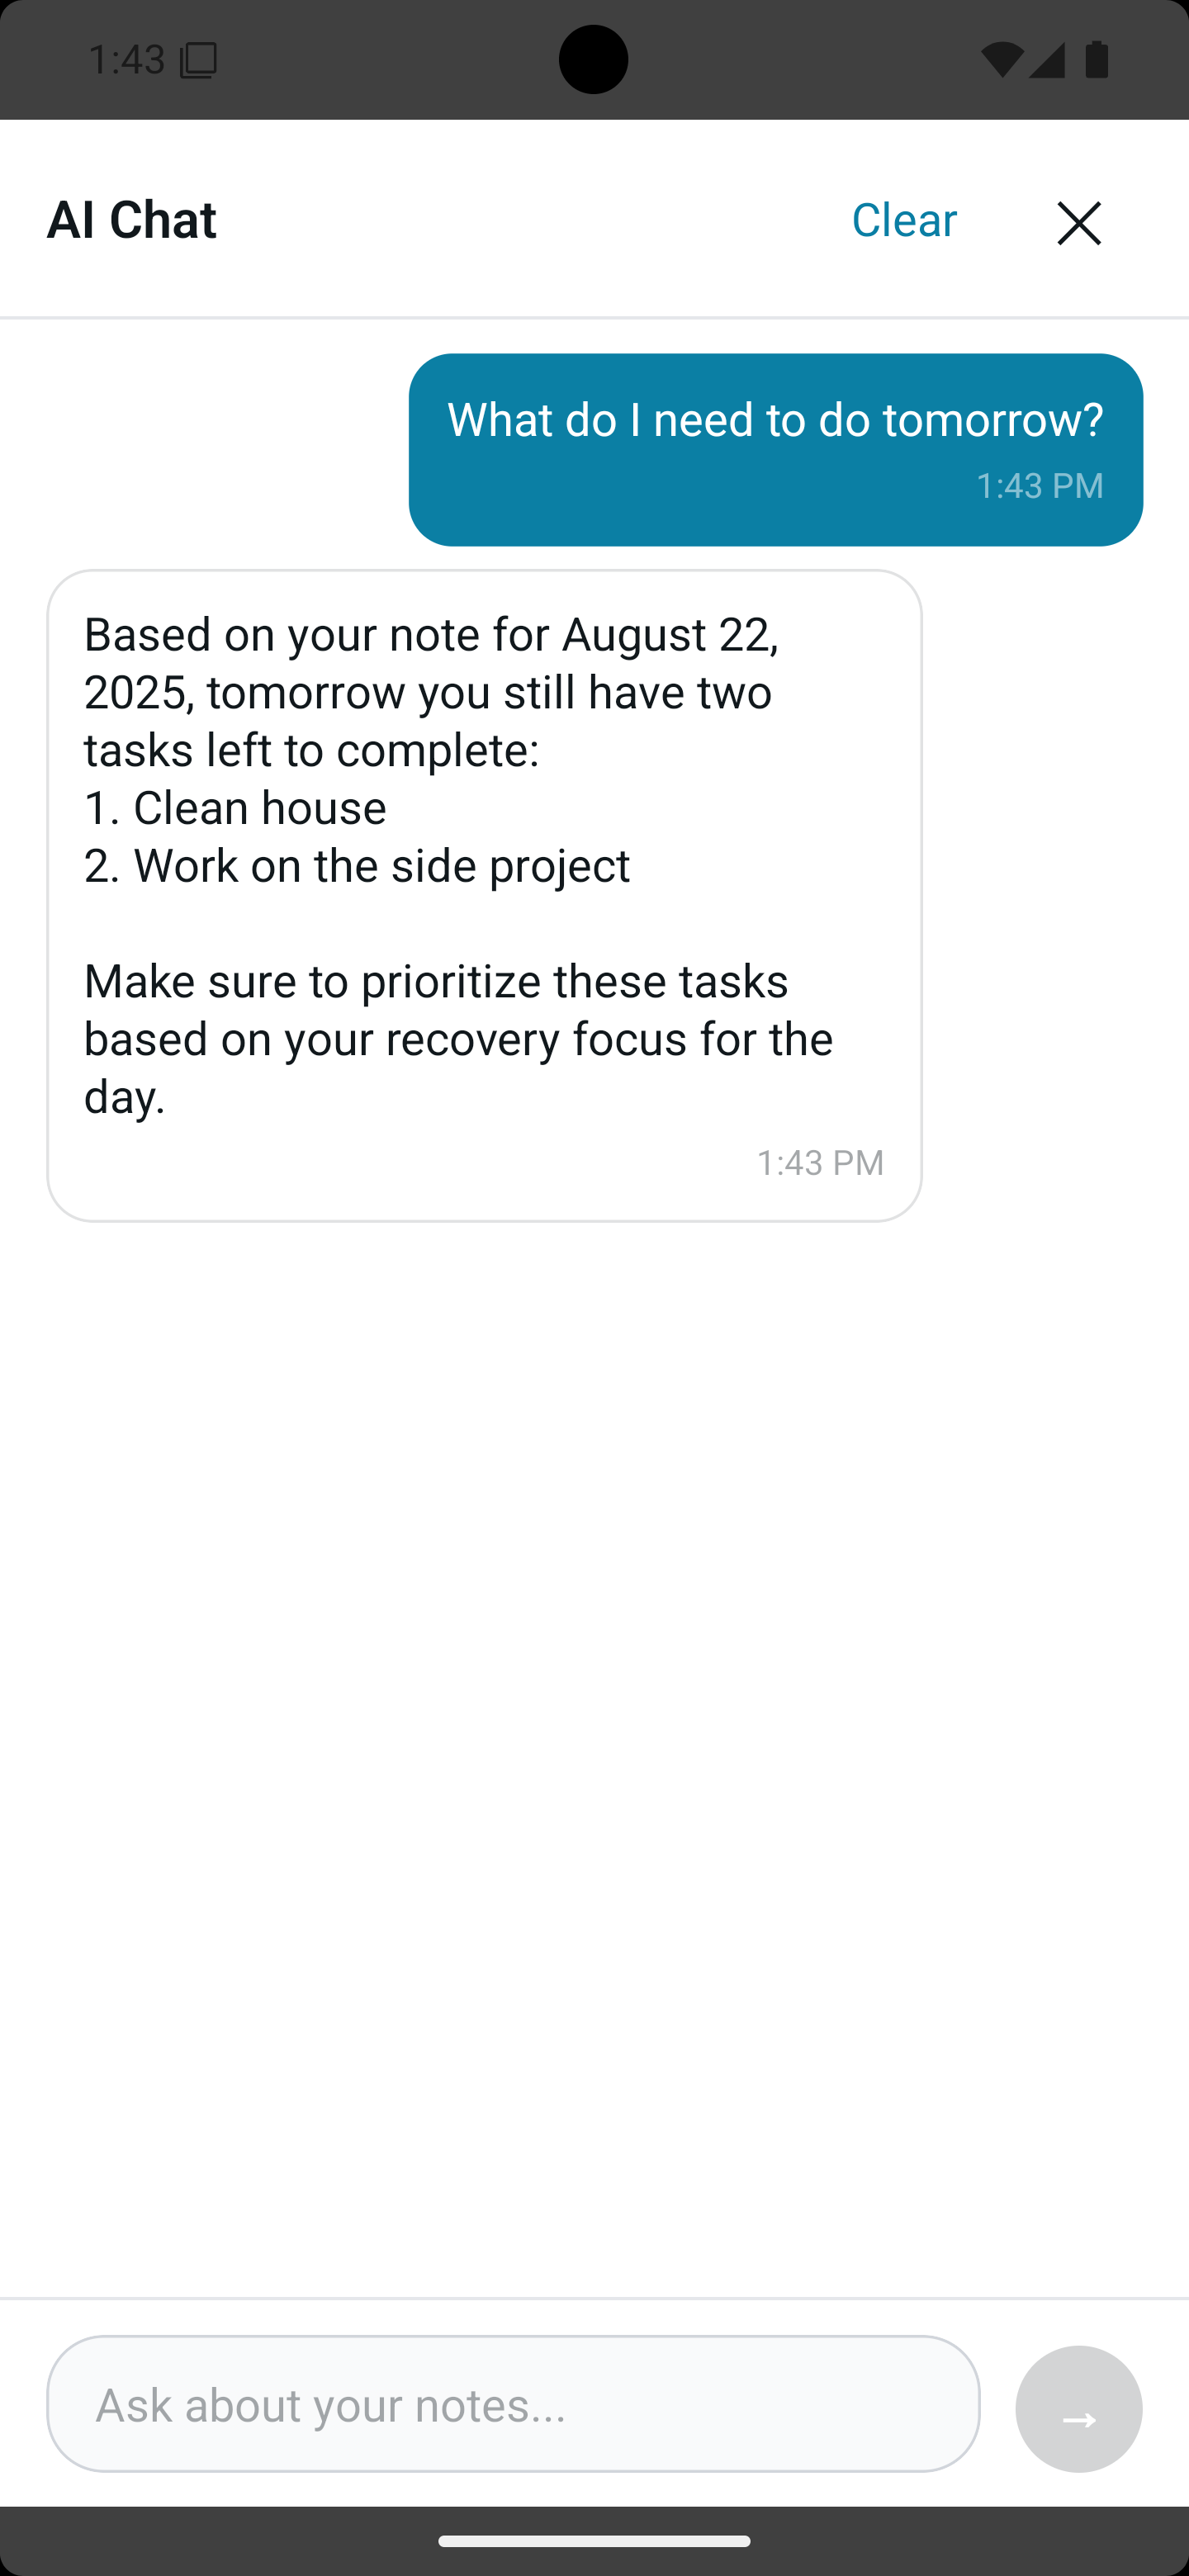 1:43
AI Chat
Clear
What do I need to do tomorrow?
1:43 PM
Based on your note for August 22,
2025, tomorrow you still have two
tasks left to complete:
1. Clean house
2. Work on the side project
Make sure to prioritize these tasks
based on your recovery focus for the
day.
1:43 PM
Ask about your notes...